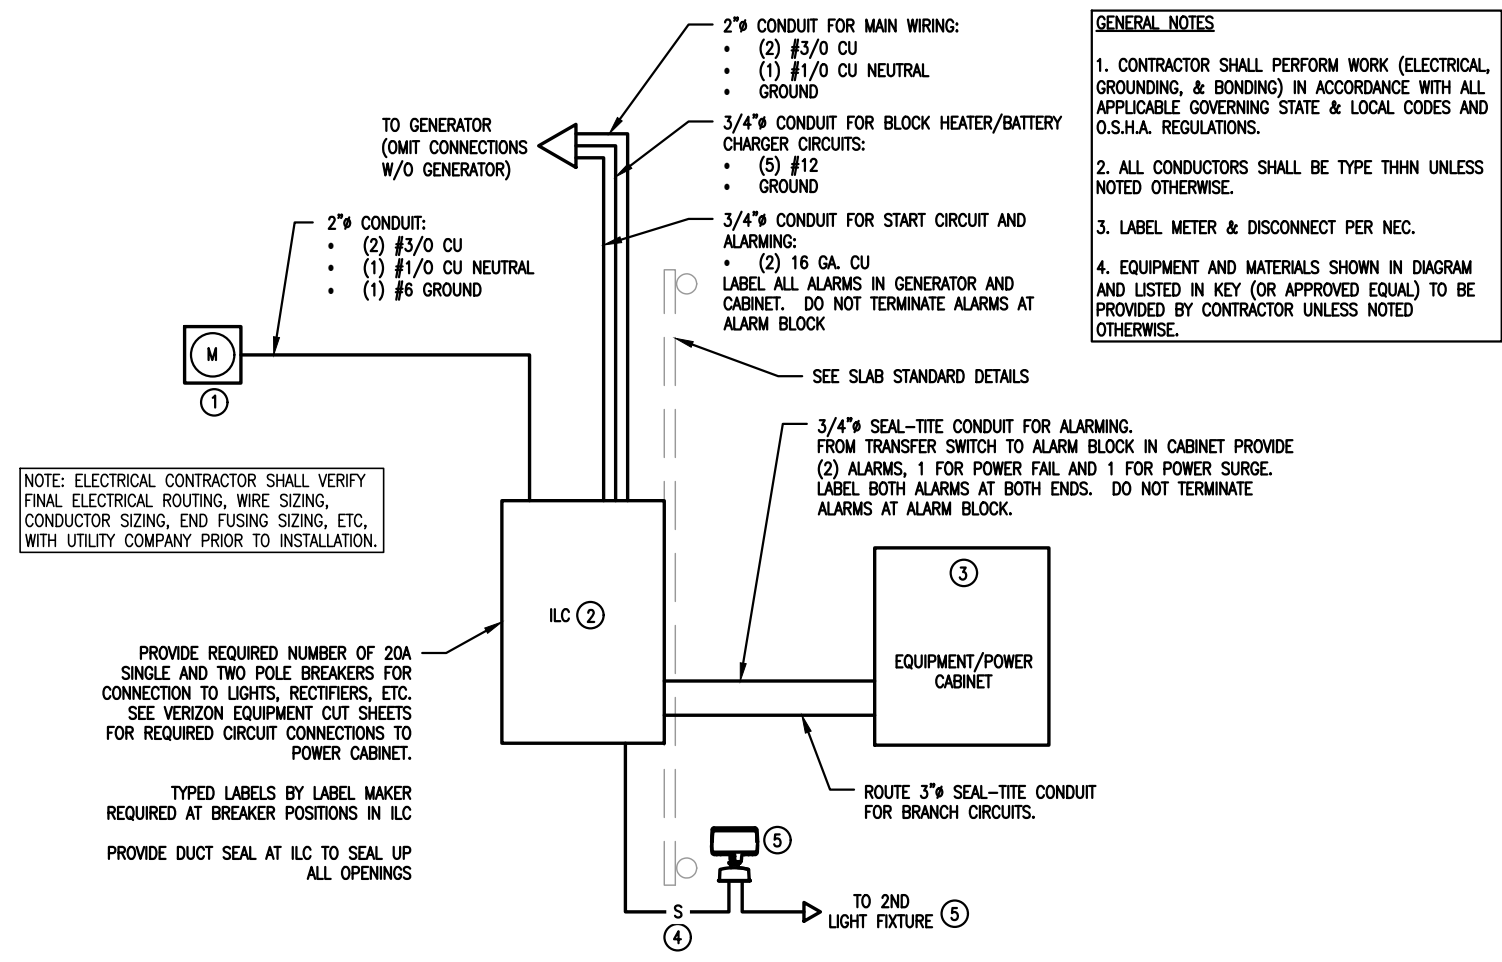 2"ø CONDUIT FOR MAIN WIRING:
• (2) #3/0 CU
• (1) #1/0 CU NEUTRAL
• GROUND
TO GENERATOR
(OMIT CONNECTIONS
W/O GENERATOR)
3/4"ø CONDUIT FOR BLOCK HEATER/BATTERY
CHARGER CIRCUITS:
• (5) #12
• GROUND
2"ø CONDUIT:
• (2) #3/0 CU
• (1) #1/0 CU NEUTRAL
• (1) #6 GROUND
3/4"ø CONDUIT FOR START CIRCUIT AND
ALARMING:
• (2) 16 GA. CU
LABEL ALL ALARMS IN GENERATOR AND
CABINET. DO NOT TERMINATE ALARMS AT
ALARM BLOCK
GENERAL NOTES
1. CONTRACTOR SHALL PERFORM WORK (ELECTRICAL,
GROUNDING, & BONDING) IN ACCORDANCE WITH ALL
APPLICABLE GOVERNING STATE & LOCAL CODES AND
O.S.H.A. REGULATIONS.
2. ALL CONDUCTORS SHALL BE TYPE THHN UNLESS
NOTED OTHERWISE.
3. LABEL METER & DISCONNECT PER NEC.
4. EQUIPMENT AND MATERIALS SHOWN IN DIAGRAM
AND LISTED IN KEY (OR APPROVED EQUAL) TO BE
PROVIDED BY CONTRACTOR UNLESS NOTED
OTHERWISE.
M
1
SEE SLAB STANDARD DETAILS
3/4"ø SEAL-TITE CONDUIT FOR ALARMING.
FROM TRANSFER SWITCH TO ALARM BLOCK IN CABINET PROVIDE
(2) ALARMS, 1 FOR POWER FAIL AND 1 FOR POWER SURGE.
LABEL BOTH ALARMS AT BOTH ENDS. DO NOT TERMINATE
ALARMS AT ALARM BLOCK.
NOTE: ELECTRICAL CONTRACTOR SHALL VERIFY
FINAL ELECTRICAL ROUTING, WIRE SIZING,
CONDUCTOR SIZING, END FUSING SIZING, ETC,
WITH UTILITY COMPANY PRIOR TO INSTALLATION.
ILC 2
3
EQUIPMENT/POWER
CABINET
PROVIDE REQUIRED NUMBER OF 20A
SINGLE AND TWO POLE BREAKERS FOR
CONNECTION TO LIGHTS, RECTIFIERS, ETC.
SEE VERIZON EQUIPMENT CUT SHEETS
FOR REQUIRED CIRCUIT CONNECTIONS TO
POWER CABINET.
TYPED LABELS BY LABEL MAKER
REQUIRED AT BREAKER POSITIONS IN ILC
PROVIDE DUCT SEAL AT ILC TO SEAL UP
ALL OPENINGS
ROUTE 3"ø SEAL-TITE CONDUIT
FOR BRANCH CIRCUITS.
5
S
4
TO 2ND
LIGHT FIXTURE 5